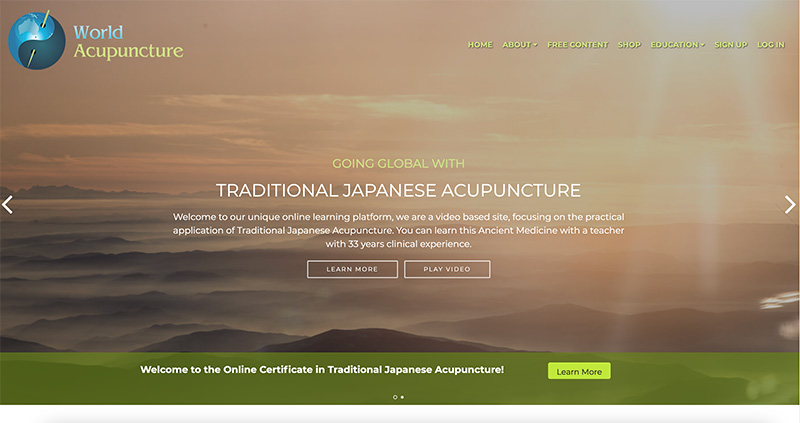 World
Acupuncture
HOME ABOUT FREE CONTENT SHOP EDUCATION SIGN UP LOG IN
GOING GLOBAL WITH
TRADITIONAL JAPANESE ACUPUNCTURE
Welcome to our unique online learning platform, we are a video based site, focusing on the practical
application of Traditional Japanese Acupuncture. You can learn this Ancient Medicine with a teacher
with 33 years clinical experience.
LEARN MORE PLAY VIDEO
Welcome to the Online Certificate in Traditional Japanese Acupuncture! Learn More